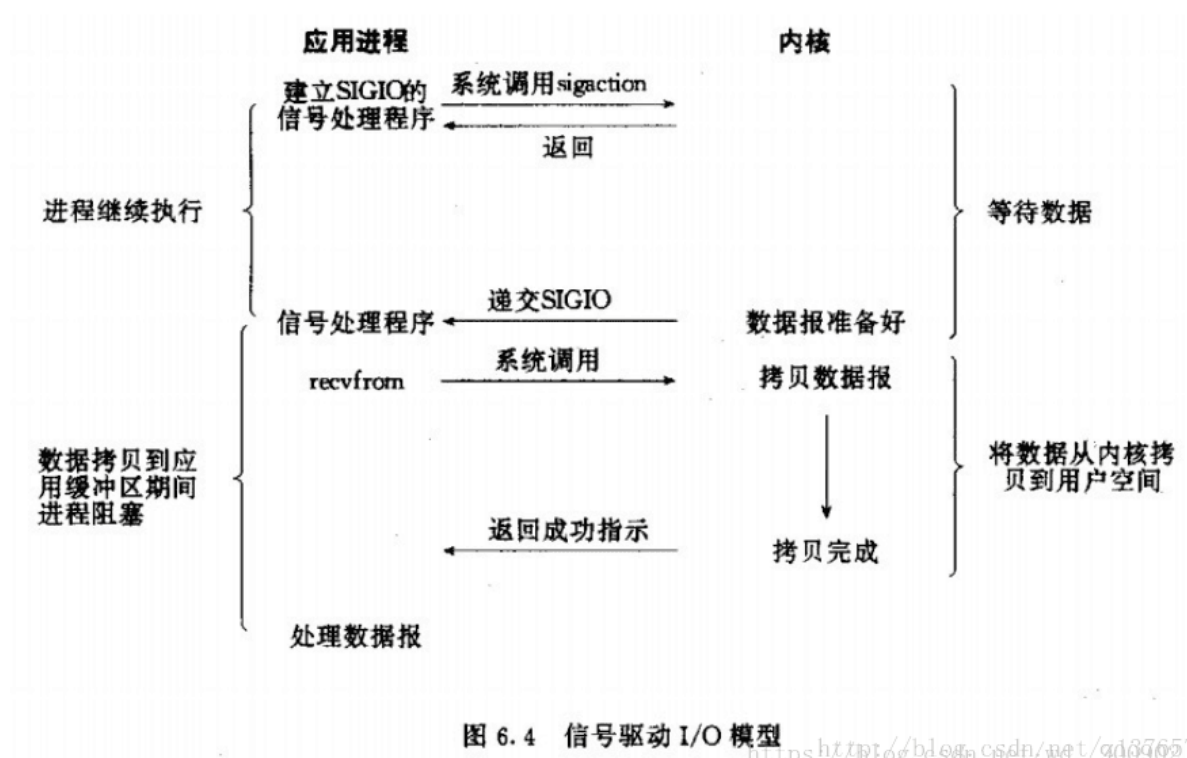 应用进程
内核
建立SIGIO的
信号处理程序
系统调用sigaction
返回
进程继续执行
等待数据
递交SIGIO
信号处理程序
数据报准备好
系统调用
recvfrom
拷贝数据报
数据拷贝到应
用缓冲区期间
进程阻塞
将数据从内核拷
贝到用户空间
返回成功指示
拷贝完成
处理数据报
图 6.4 信号驱动 I/O 模型